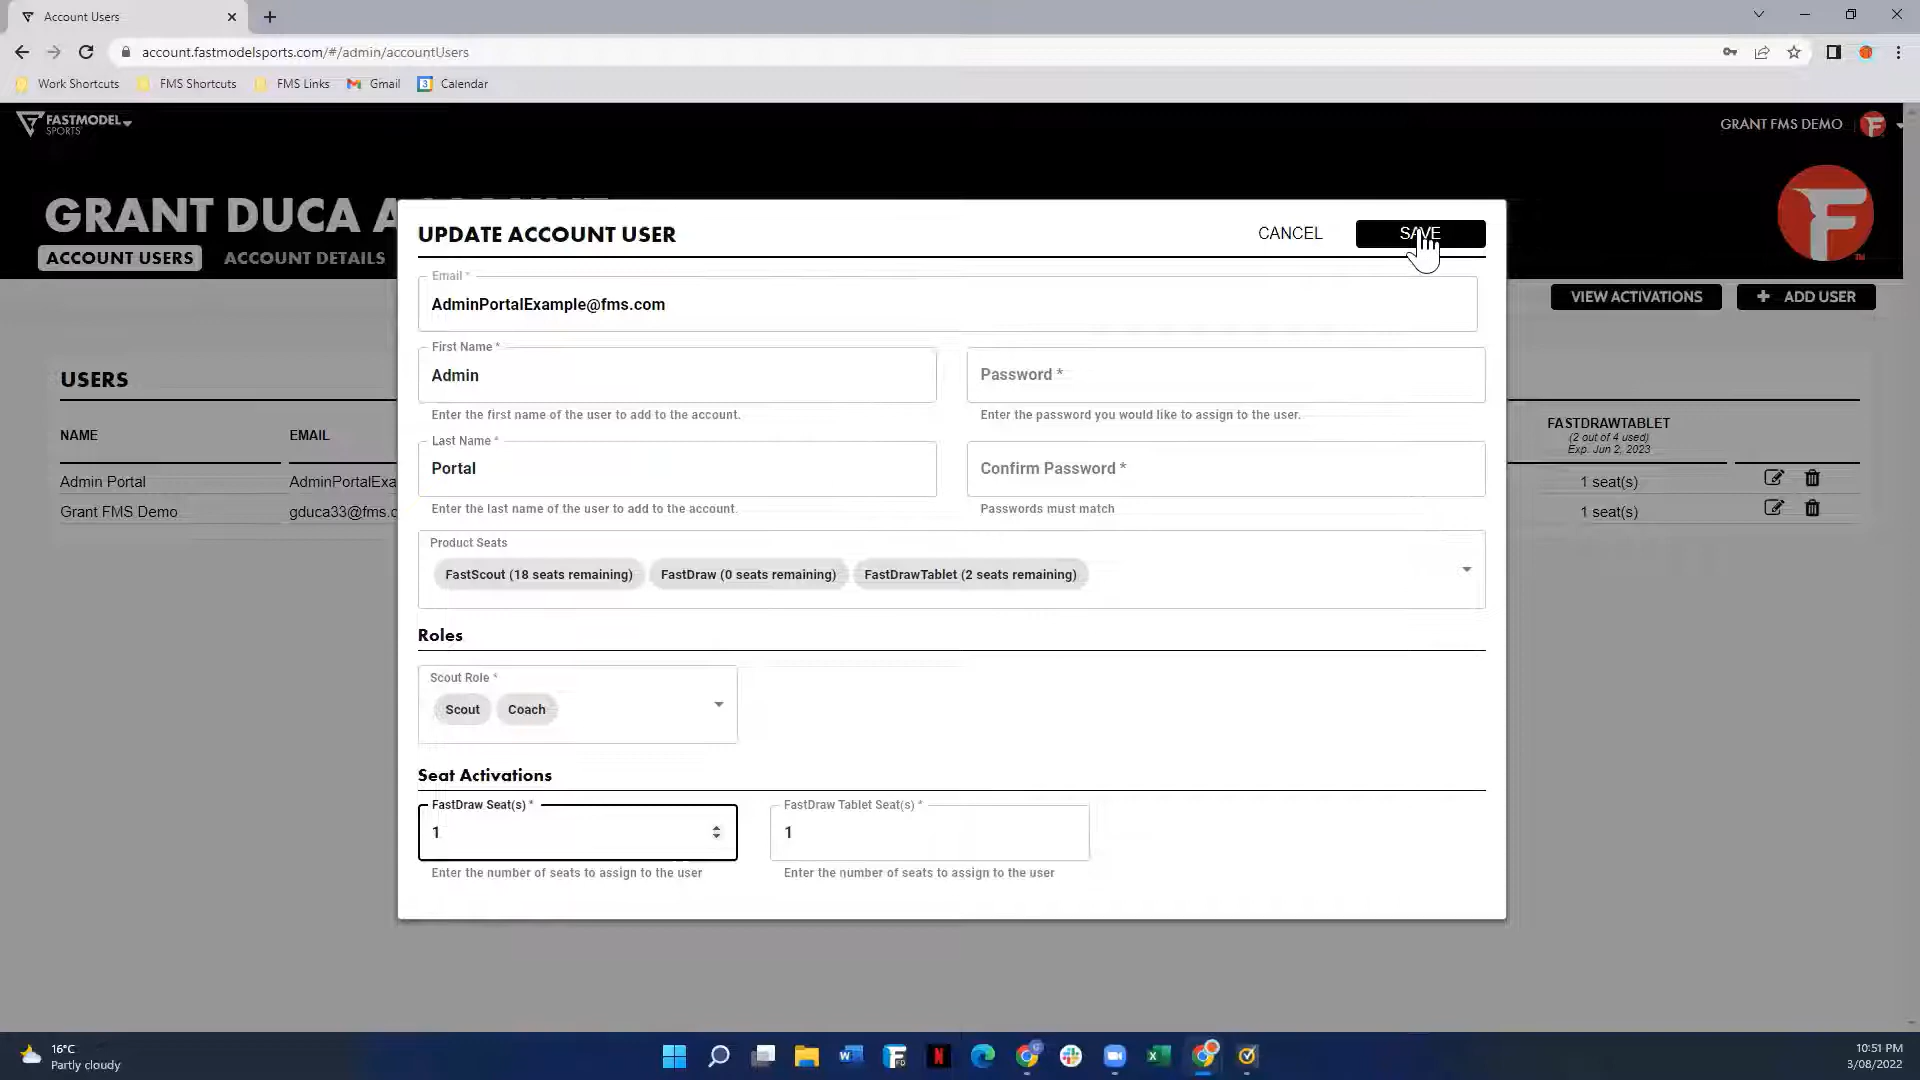 Account Users
account.fastmodelsports.com/#/admin/accountUsers
Work Shortcuts FMS Shortcuts FMS Links Gmail Calendar
FASTMODEL SPORTS
GRANT FMS DEMO
GRANT DUCA A
ACCOUNT USERS ACCOUNT DETAILS
VIEW ACTIVATIONS + ADD USER
UPDATE ACCOUNT USER CANCEL SAVE
Email *
AdminPortalExample@fms.com
First Name *
Admin
Password *
Enter the first name of the user to add to the account.
Enter the password you would like to assign to the user.
Last Name *
Portal
Confirm Password *
Enter the last name of the user to add to the account.
Passwords must match
Product Seats
FastScout (18 seats remaining) FastDraw (0 seats remaining) FastDrawTablet (2 seats remaining)
Roles
Scout Role *
Scout Coach
Seat Activations
FastDraw Seat(s) * FastDraw Tablet Seat(s) *
1 1
Enter the number of seats to assign to the user Enter the number of seats to assign to the user
USERS
NAME EMAIL
FASTDRAWTABLET
(2 out of 4 used)
Exp. Jun 2, 2023
Admin Portal AdminPortalExa 1 seat(s)
Grant FMS Demo gduca33@fms.c 1 seat(s)
16°C
Partly cloudy
10:51 PM
3/08/2022